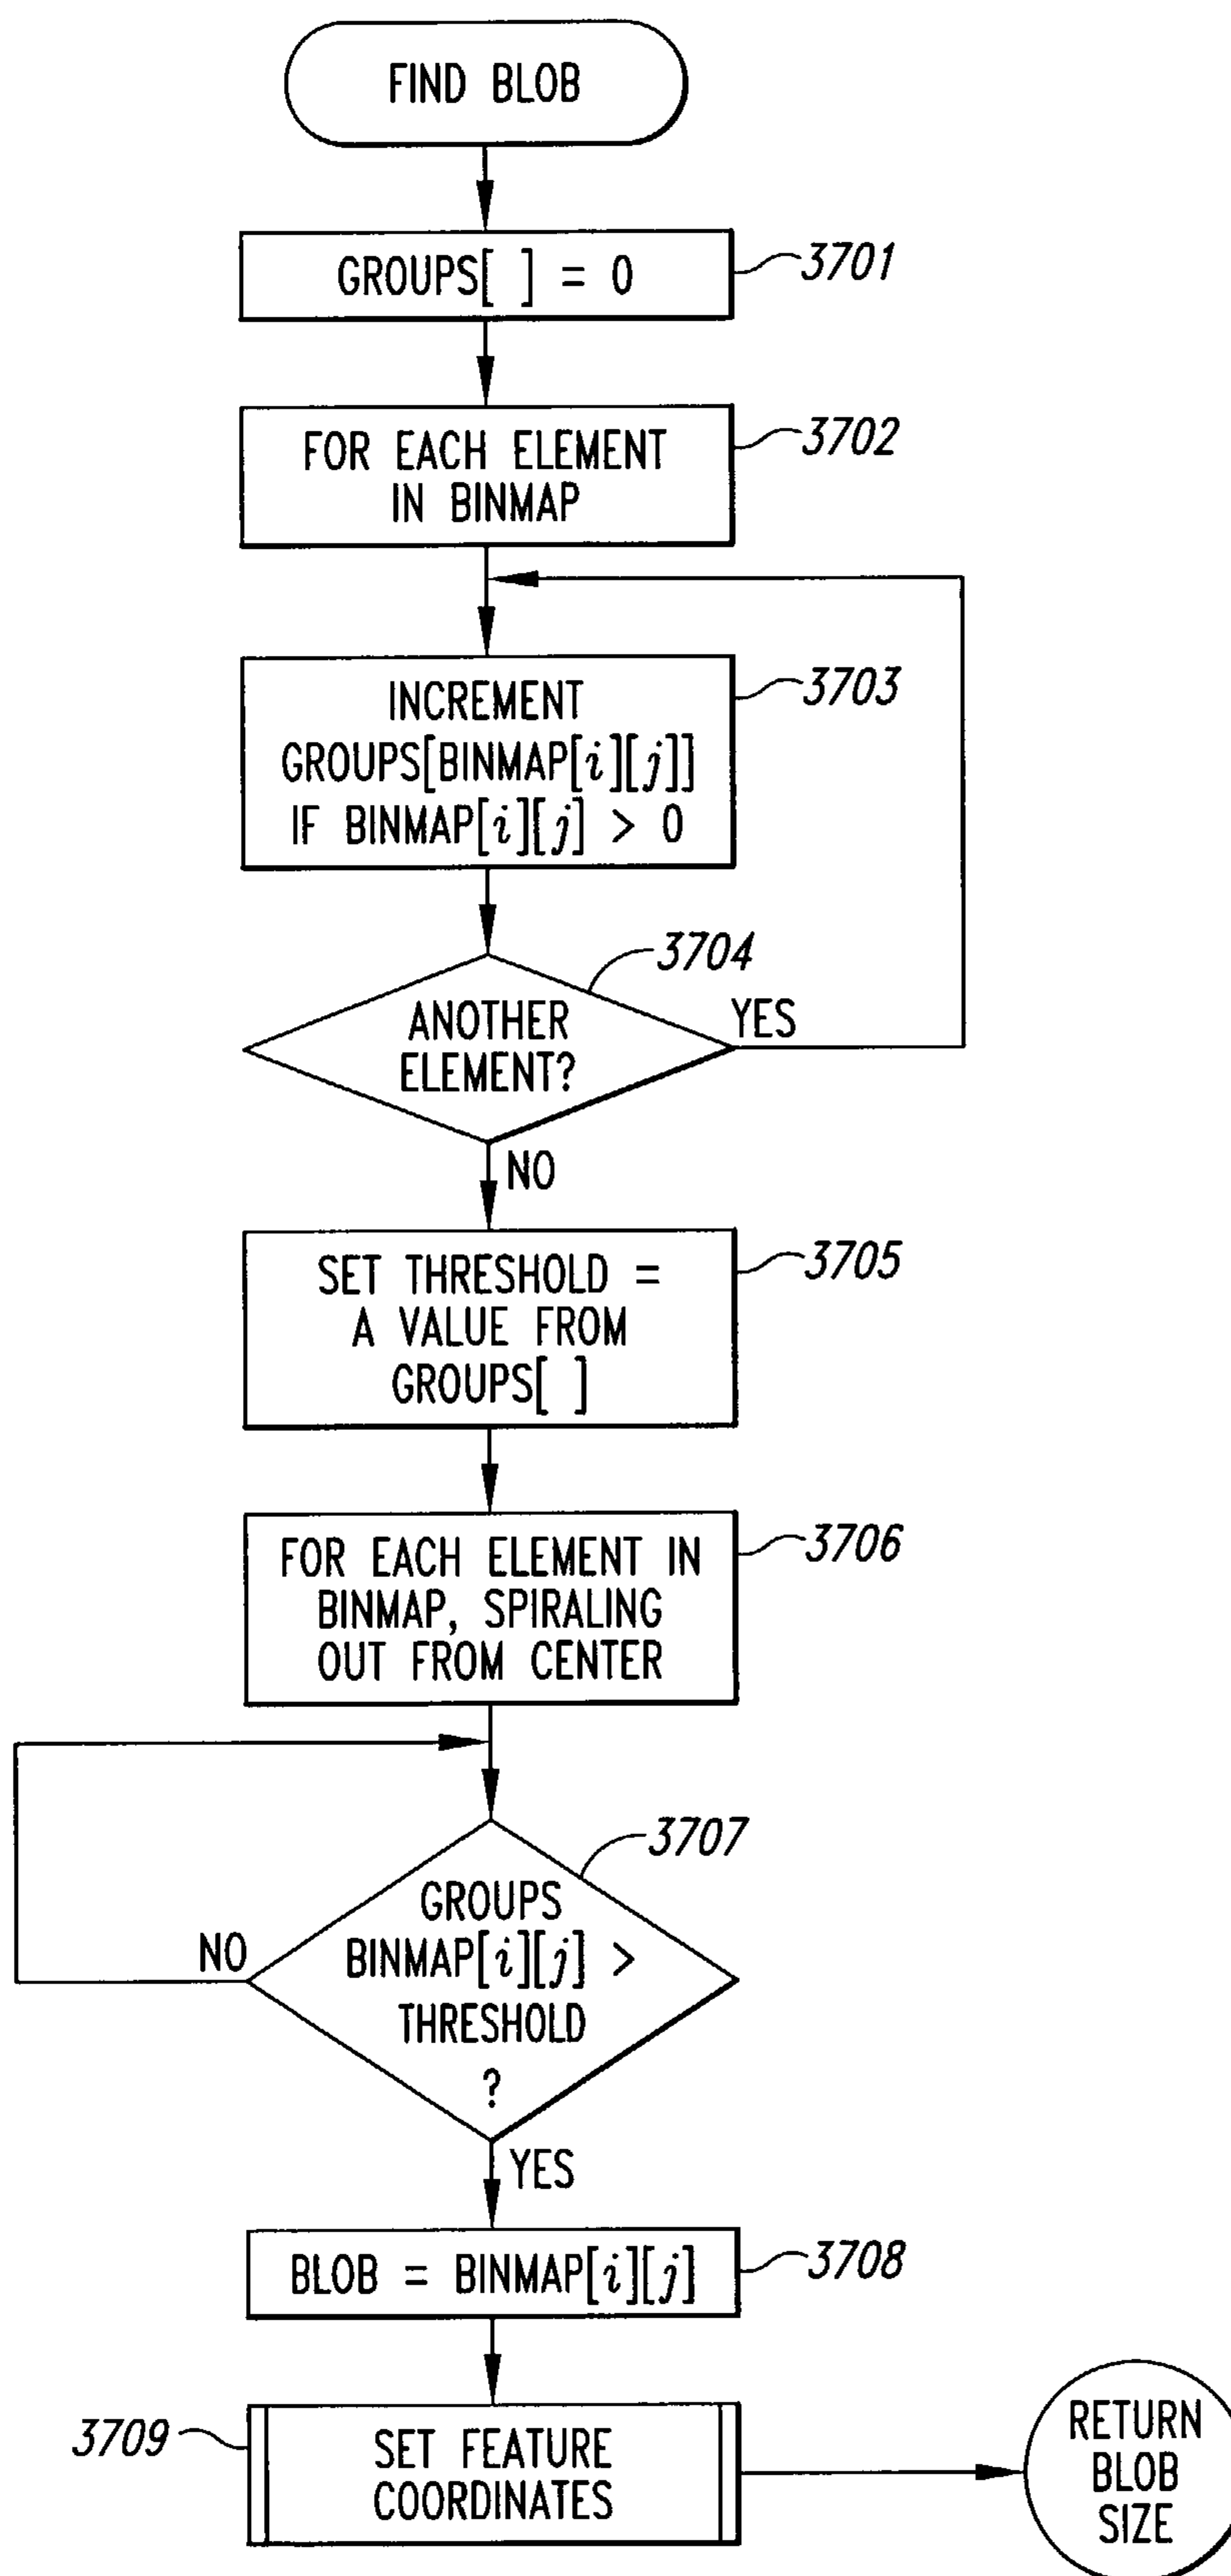 FIND BLOB
GROUPS[ ] = 0
3701
FOR EACH ELEMENT
IN BINMAP
3702
INCREMENT
GROUPS[BINMAP[i][j]]
IF BINMAP[i][j] > 0
3703
3704
ANOTHER
ELEMENT?
YES
NO
SET THRESHOLD =
A VALUE FROM
GROUPS[ ]
3705
FOR EACH ELEMENT IN
BINMAP, SPIRALING
OUT FROM CENTER
3706
3707
GROUPS
BINMAP[i][j] >
THRESHOLD
?
NO
YES
BLOB = BINMAP[i][j]
3708
3709
SET FEATURE
COORDINATES
RETURN
BLOB
SIZE